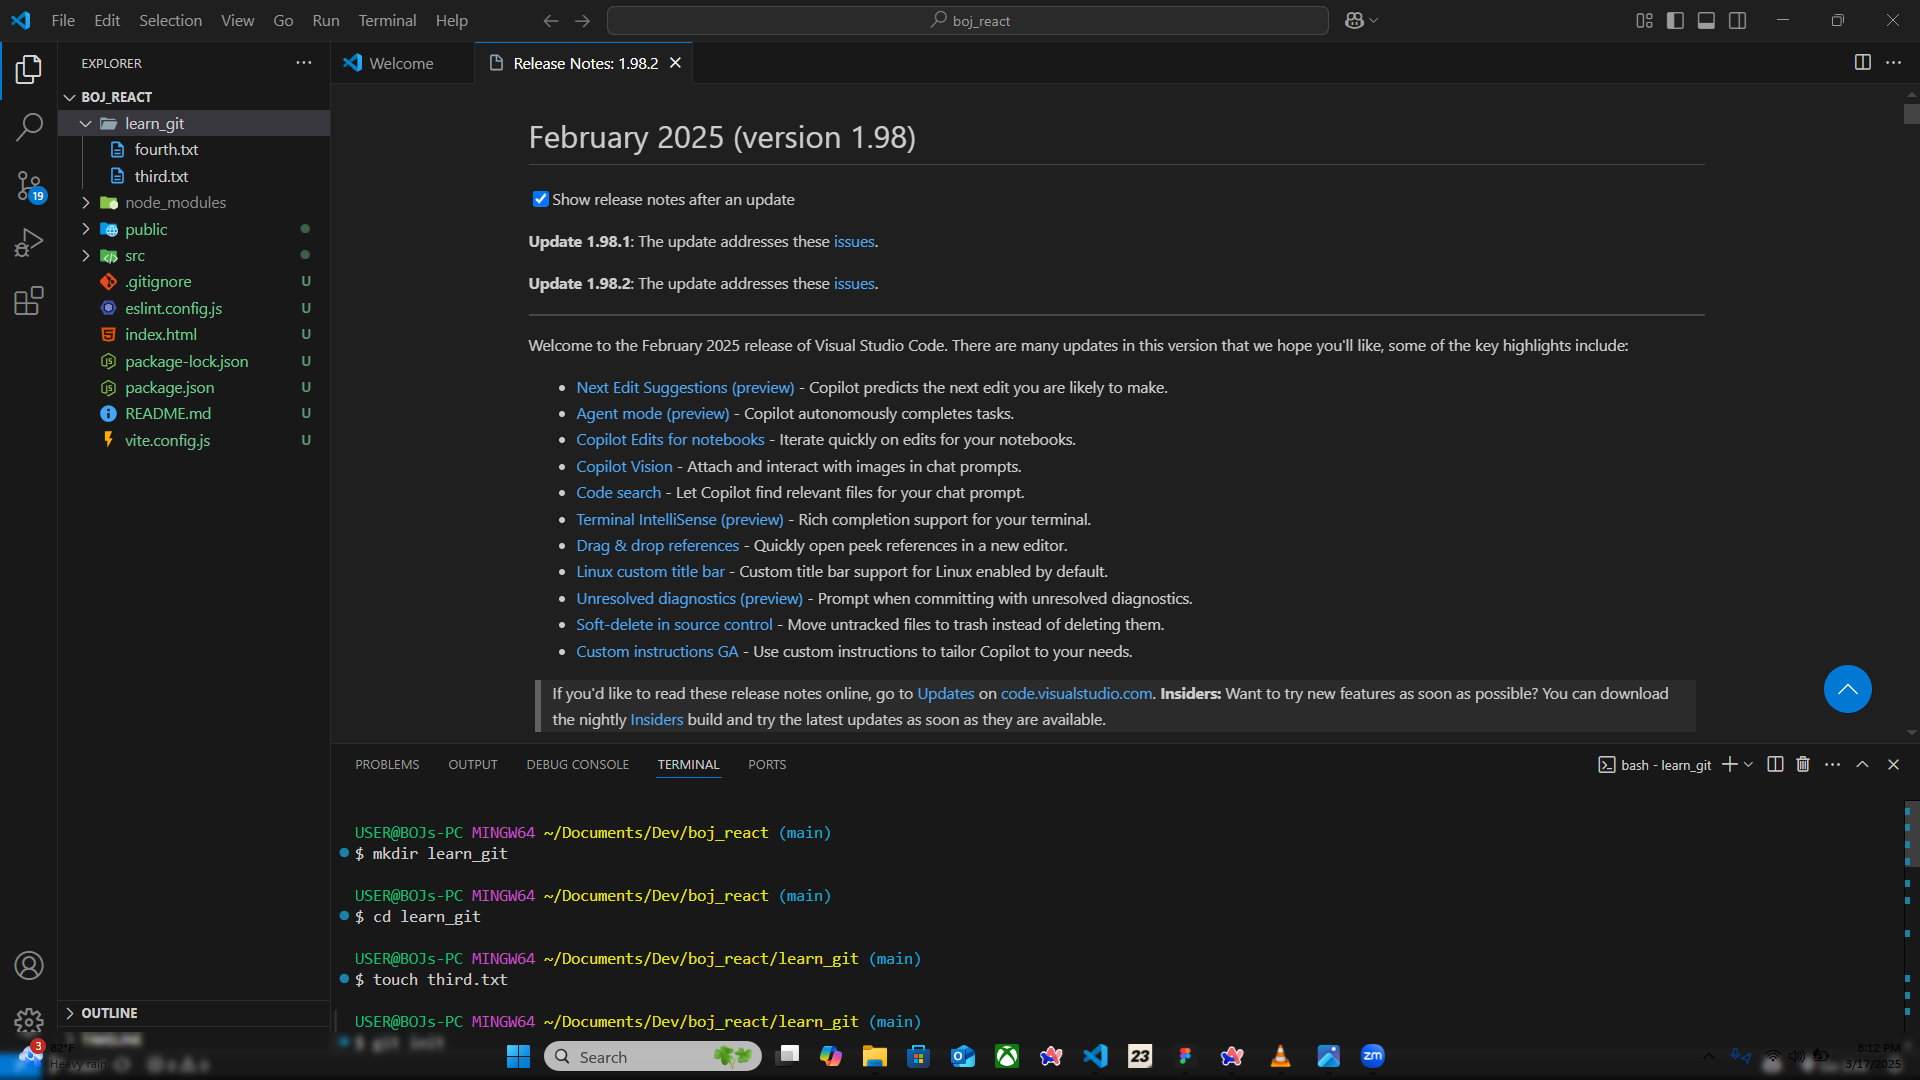 File Edit Selection View Go Run Terminal Help
boj_react
EXPLORER
BOJ_REACT
learn_git
fourth.txt
third.txt
node_modules
public
src
.gitignore U
eslint.config.js U
index.html U
package-lock.json U
package.json U
README.md U
vite.config.js U
19
OUTLINE
TIMELINE
Welcome
Release Notes: 1.98.2
February 2025 (version 1.98)
Show release notes after an update
Update 1.98.1: The update addresses these issues.
Update 1.98.2: The update addresses these issues.
Welcome to the February 2025 release of Visual Studio Code. There are many updates in this version that we hope you'll like, some of the key highlights include:
• Next Edit Suggestions (preview) - Copilot predicts the next edit you are likely to make.
• Agent mode (preview) - Copilot autonomously completes tasks.
• Copilot Edits for notebooks - Iterate quickly on edits for your notebooks.
• Copilot Vision - Attach and interact with images in chat prompts.
• Code search - Let Copilot find relevant files for your chat prompt.
• Terminal IntelliSense (preview) - Rich completion support for your terminal.
• Drag & drop references - Quickly open peek references in a new editor.
• Linux custom title bar - Custom title bar support for Linux enabled by default.
• Unresolved diagnostics (preview) - Prompt when committing with unresolved diagnostics.
• Soft-delete in source control - Move untracked files to trash instead of deleting them.
• Custom instructions GA - Use custom instructions to tailor Copilot to your needs.
If you'd like to read these release notes online, go to Updates on code.visualstudio.com. Insiders: Want to try new features as soon as possible? You can download
the nightly Insiders build and try the latest updates as soon as they are available.
PROBLEMS OUTPUT DEBUG CONSOLE TERMINAL PORTS
bash - learn_git
USER@BOJs-PC MINGW64 ~/Documents/Dev/boj_react (main)
$ mkdir learn_git
USER@BOJs-PC MINGW64 ~/Documents/Dev/boj_react (main)
$ cd learn_git
USER@BOJs-PC MINGW64 ~/Documents/Dev/boj_react/learn_git (main)
$ touch third.txt
USER@BOJs-PC MINGW64 ~/Documents/Dev/boj_react/learn_git (main)
$ git init
3
82°F
Heavy rain
Search
23
zm
8:12 PM
3/17/2025